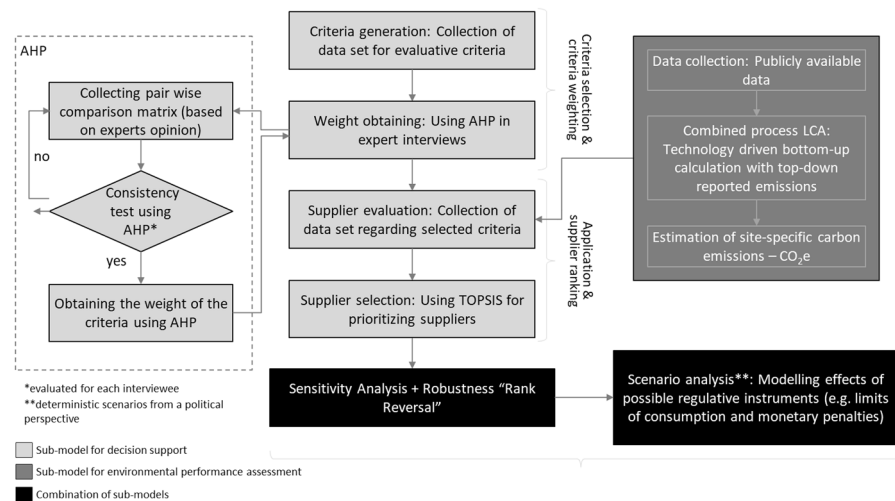 AHP
Collecting pair wise
comparison matrix (based
on experts opinion)
no
Consistency
test using
AHP*
yes
Obtaining the weight of the
criteria using AHP
Criteria generation: Collection of
data set for evaluative criteria
Weight obtaining: Using AHP in
expert interviews
Supplier evaluation: Collection of
data set regarding selected criteria
Supplier selection: Using TOPSIS for
prioritizing suppliers
Criteria selection &
criteria weighting
Application &
supplier ranking
Data collection: Publicly available
data
Combined process LCA:
Technology driven bottom-up
calculation with top-down
reported emissions
Estimation of site-specific carbon
emissions – CO₂e
Sensitivity Analysis + Robustness “Rank
Reversal”
Scenario analysis**: Modelling effects of
possible regulative instruments (e.g. limits
of consumption and monetary penalties)
*evaluated for each interviewee
**deterministic scenarios from a political
perspective
Sub-model for decision support
Sub-model for environmental performance assessment
Combination of sub-models